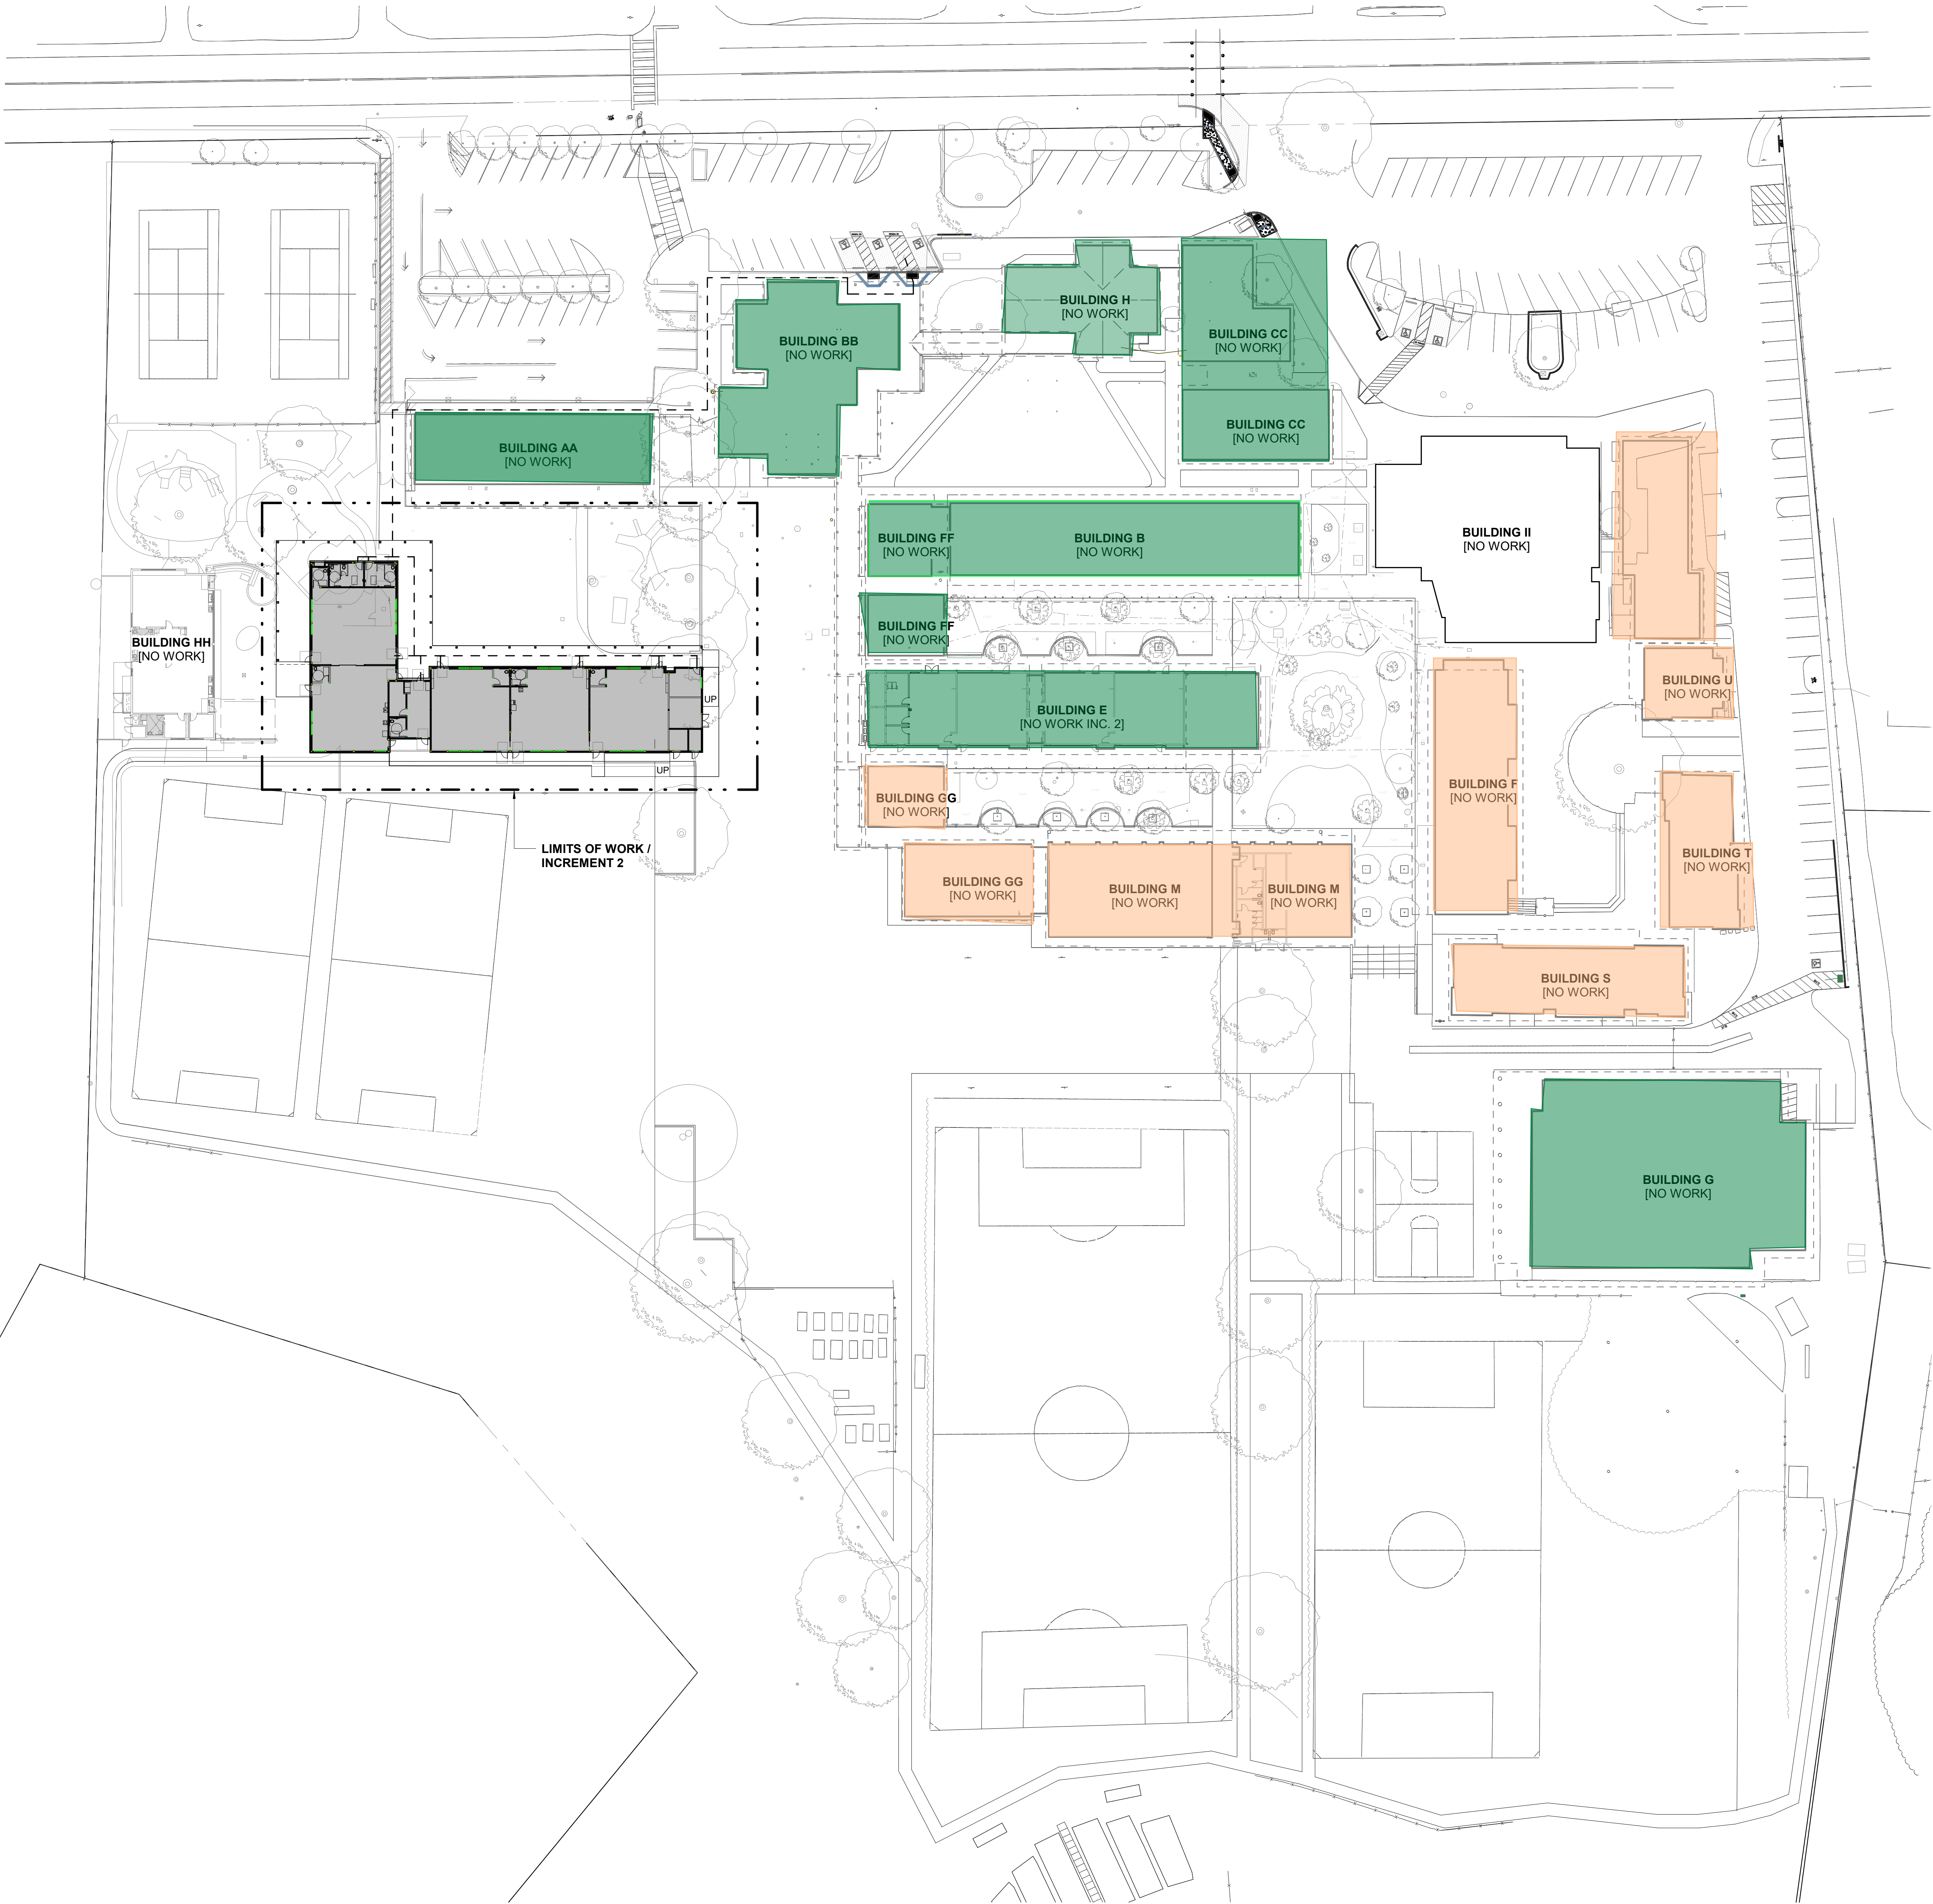 BUILDING H
[NO WORK]
BUILDING BB
[NO WORK]
BUILDING CC
[NO WORK]
BUILDING CC
[NO WORK]
BUILDING AA
[NO WORK]
BUILDING II
[NO WORK]
BUILDING FF
[NO WORK]
BUILDING B
[NO WORK]
BUILDING FF
[NO WORK]
BUILDING HH
[NO WORK]
BUILDING U
[NO WORK]
UP
BUILDING E
[NO WORK INC. 2]
UP
BUILDING F
[NO WORK]
BUILDING GG
[NO WORK]
LIMITS OF WORK /
INCREMENT 2
BUILDING T
[NO WORK]
BUILDING GG
[NO WORK]
BUILDING M
[NO WORK]
BUILDING M
[NO WORK]
BUILDING S
[NO WORK]
BUILDING G
[NO WORK]